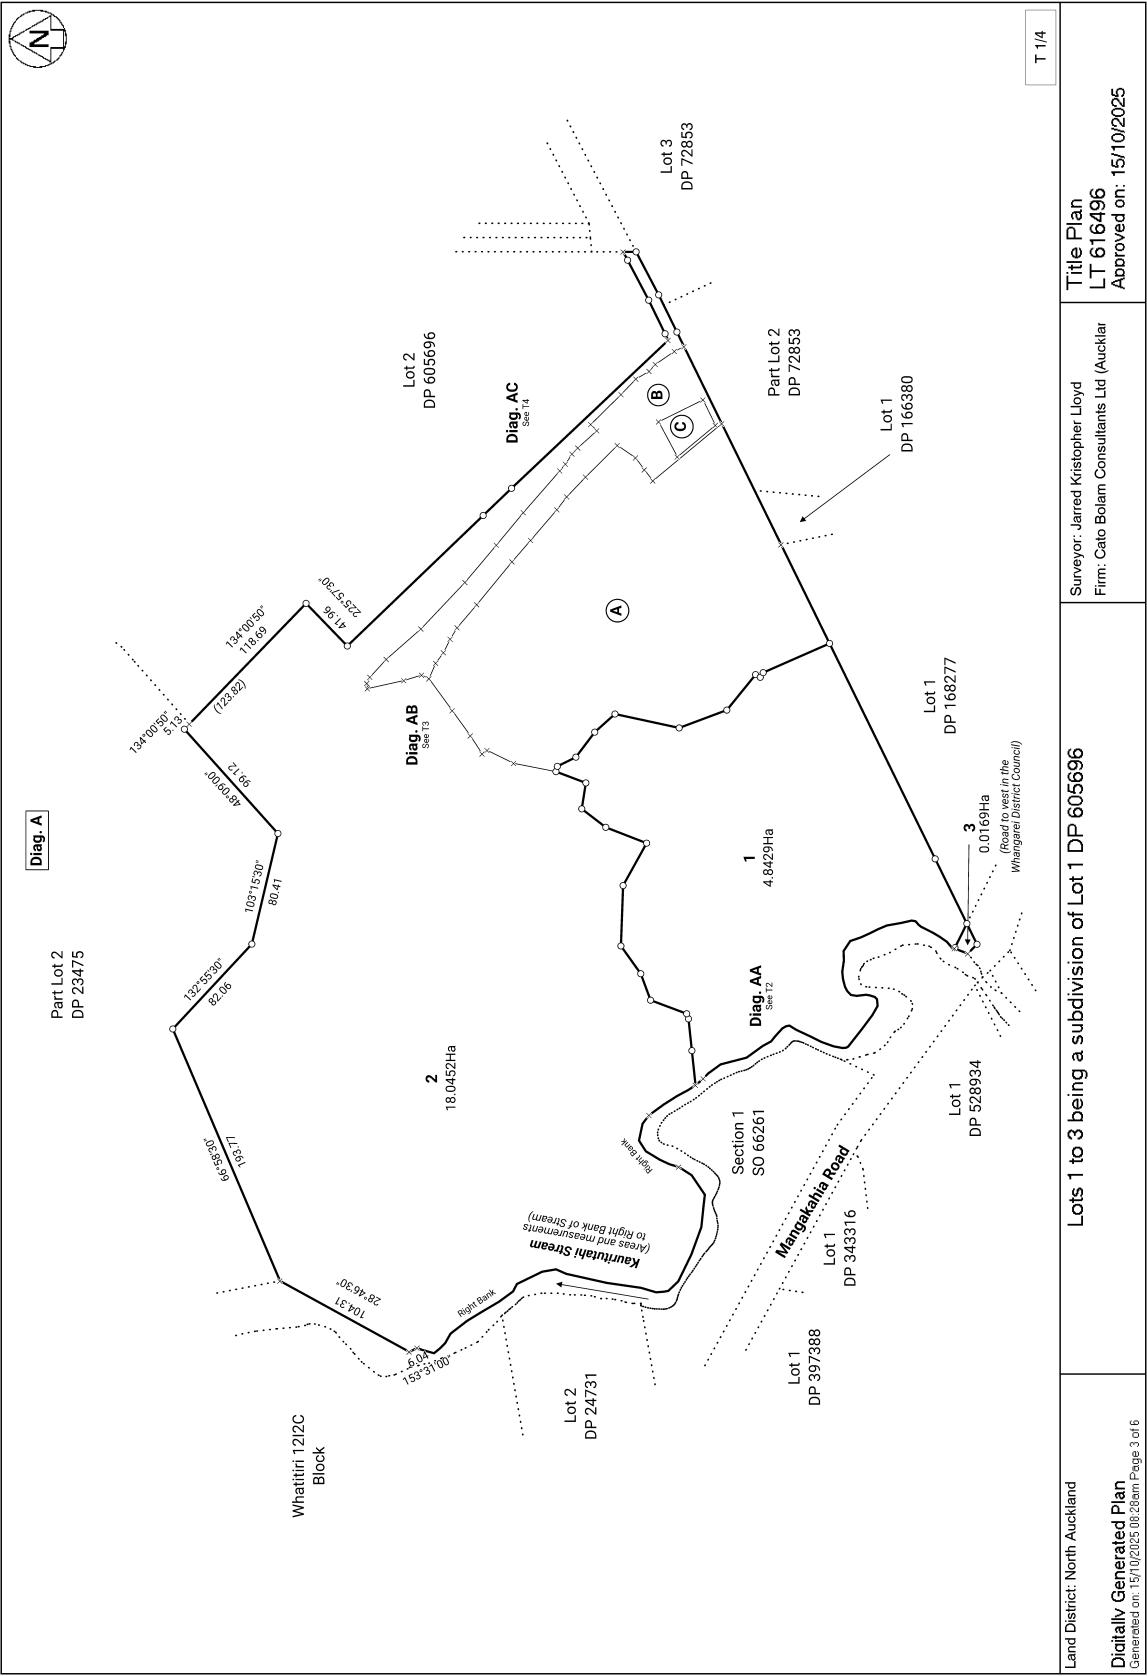 N
T 1/4
Diag. A
Part Lot 2
DP 23475
Whatitiri 12I2C
Block
Lot 2
DP 605696
Lot 3
DP 72853
Part Lot 2
DP 72853
Lot 1
DP 166380
Lot 1
DP 168277
Diag. AC
See T4
Diag. AB
See T3
Diag. AA
See T2
A
B
C
28°46'30"
104.31
6.04
153°31'00"
66°58'30"
193.77
132°55'30"
82.06
103°15'30"
80.41
48°09'00"
99.12
134°00'50"
5.13
134°00'50"
118.69
(123.82)
41.96
225°57'30"
2
18.0452Ha
1
4.8429Ha
3
0.0169Ha
(Road to vest in the
Whangarei District Council)
Right Bank
Right Bank
Kauritutahi Stream
(Areas and measurements
to Right Bank of Stream)
Section 1
SO 66261
Lot 2
DP 24731
Mangakahia Road
Lot 1
DP 397388
Lot 1
DP 343316
Lot 1
DP 528934
Land District: North Auckland
Digitally Generated Plan
Generated on: 15/10/2025 08:28am Page 3 of 6
Lots 1 to 3 being a subdivision of Lot 1 DP 605696
Surveyor: Jarred Kristopher Lloyd
Firm: Cato Bolam Consultants Ltd (Aucklar
Title Plan
LT 616496
Approved on: 15/10/2025